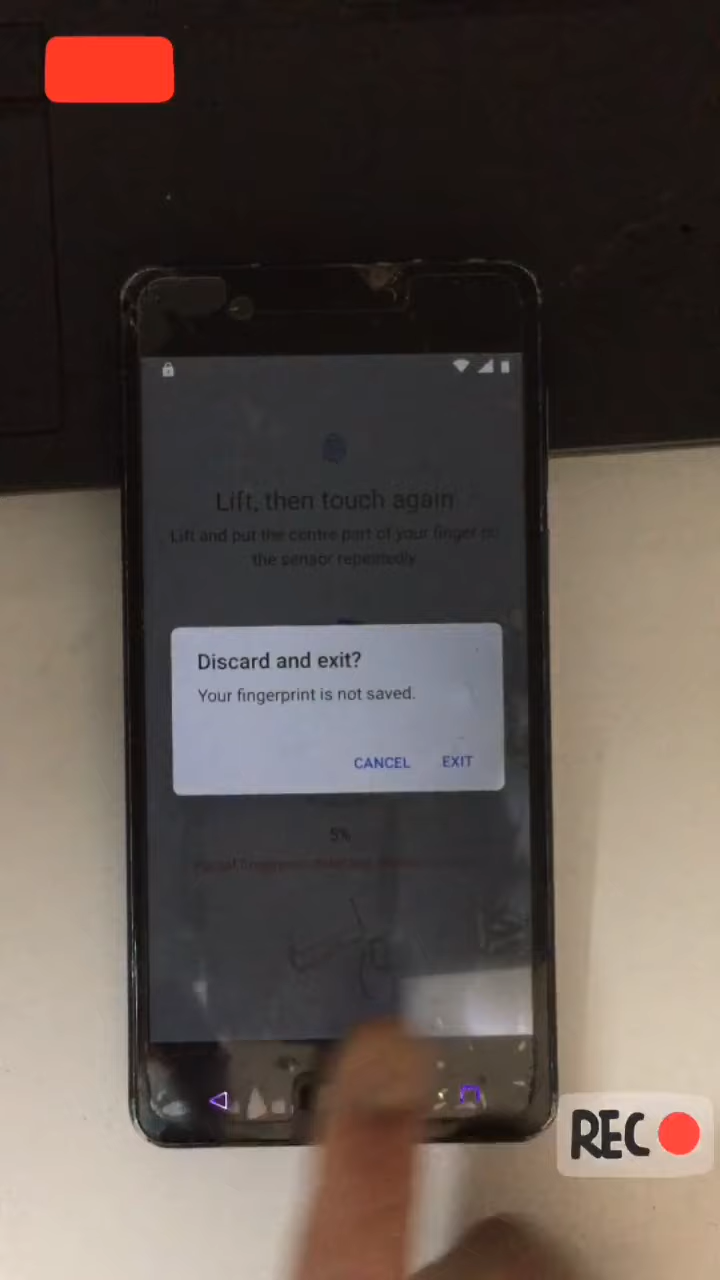 Lift, then touch again
Lift and put the centre part of your finger on
the sensor repeatedly
Discard and exit?
Your fingerprint is not saved.
CANCEL EXIT
5%
REC